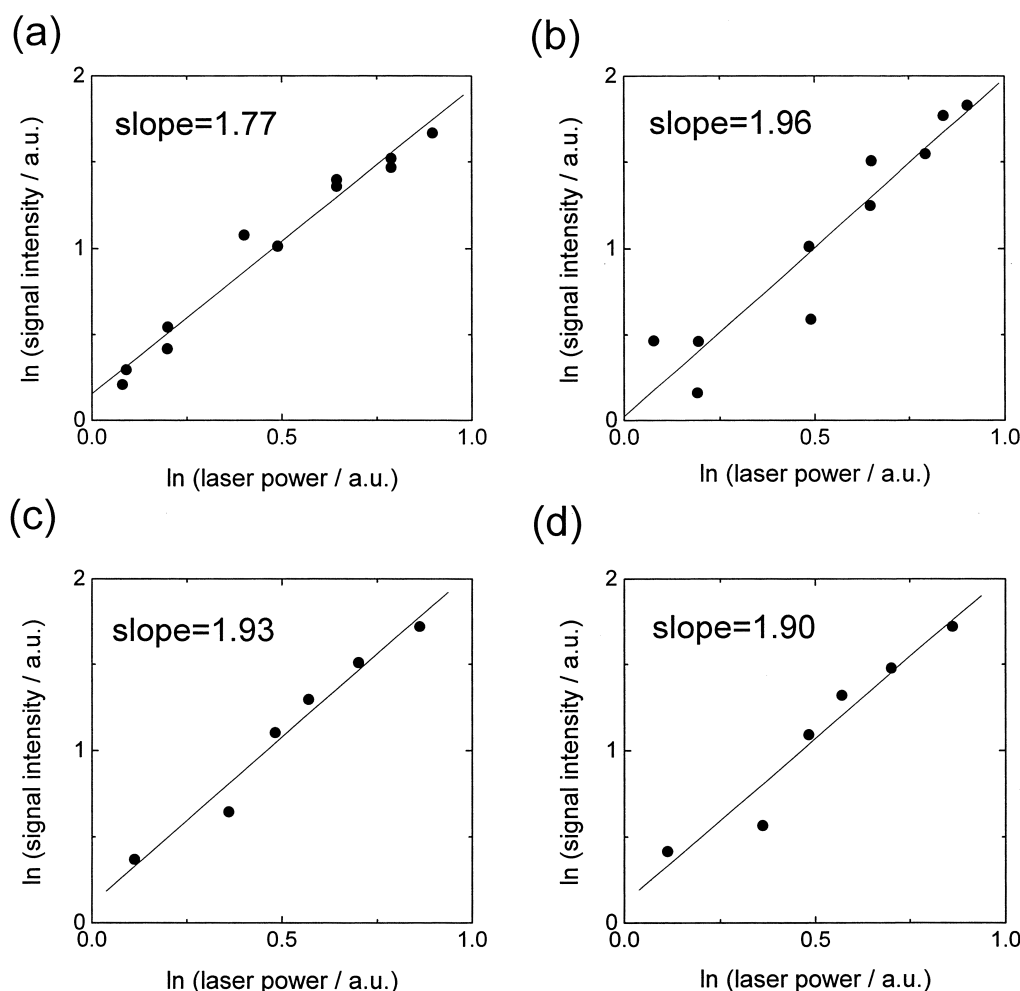 (a)
slope=1.77
ln (signal intensity / a.u.)
2
1
0
0.0
0.5
1.0
ln (laser power / a.u.)
(b)
slope=1.96
ln (signal intensity / a.u.)
2
1
0
0.0
0.5
1.0
ln (laser power / a.u.)
(c)
slope=1.93
ln (signal intensity / a.u.)
2
1
0
0.0
0.5
1.0
ln (laser power / a.u.)
(d)
slope=1.90
ln (signal intensity / a.u.)
2
1
0
0.0
0.5
1.0
ln (laser power / a.u.)